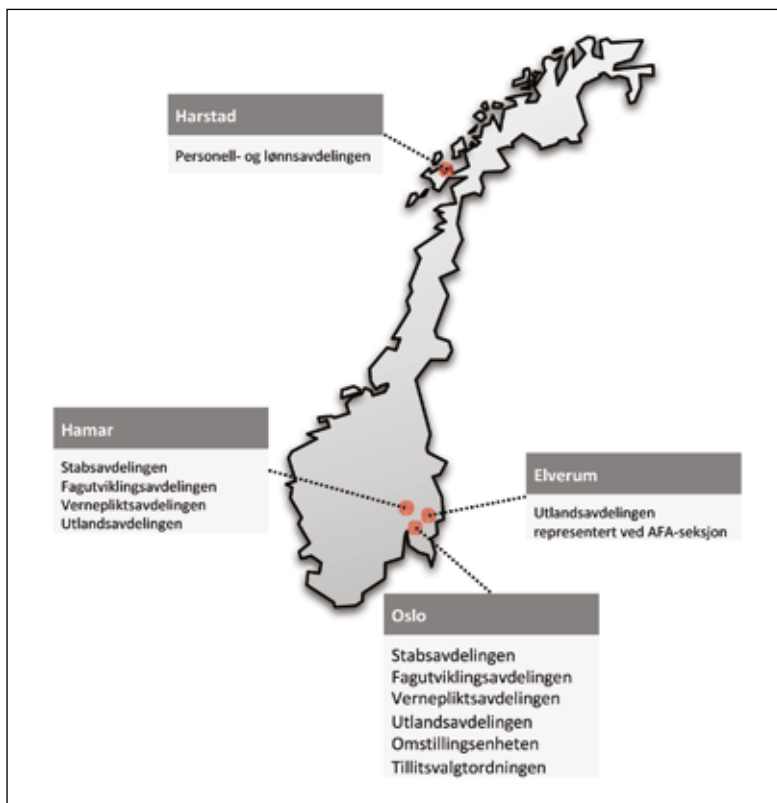 Harstad
Personell- og lønnsavdelingen
Hamar
Stabsavdelingen
Fagutviklingsavdelingen
Vernepliktsavdelingen
Utlandsavdelingen
Elverum
Utlandsavdelingen
representert ved AFA-seksjon
Oslo
Stabsavdelingen
Fagutviklingsavdelingen
Vernepliktsavdelingen
Utlandsavdelingen
Omstillingsenheten
Tillitsvalgtordningen